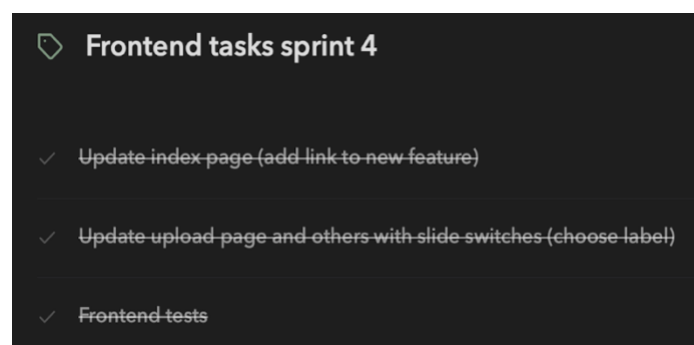 Frontend tasks sprint 4
Update index page (add link to new feature)
Update upload page and others with slide switches (choose label)
Frontend tests